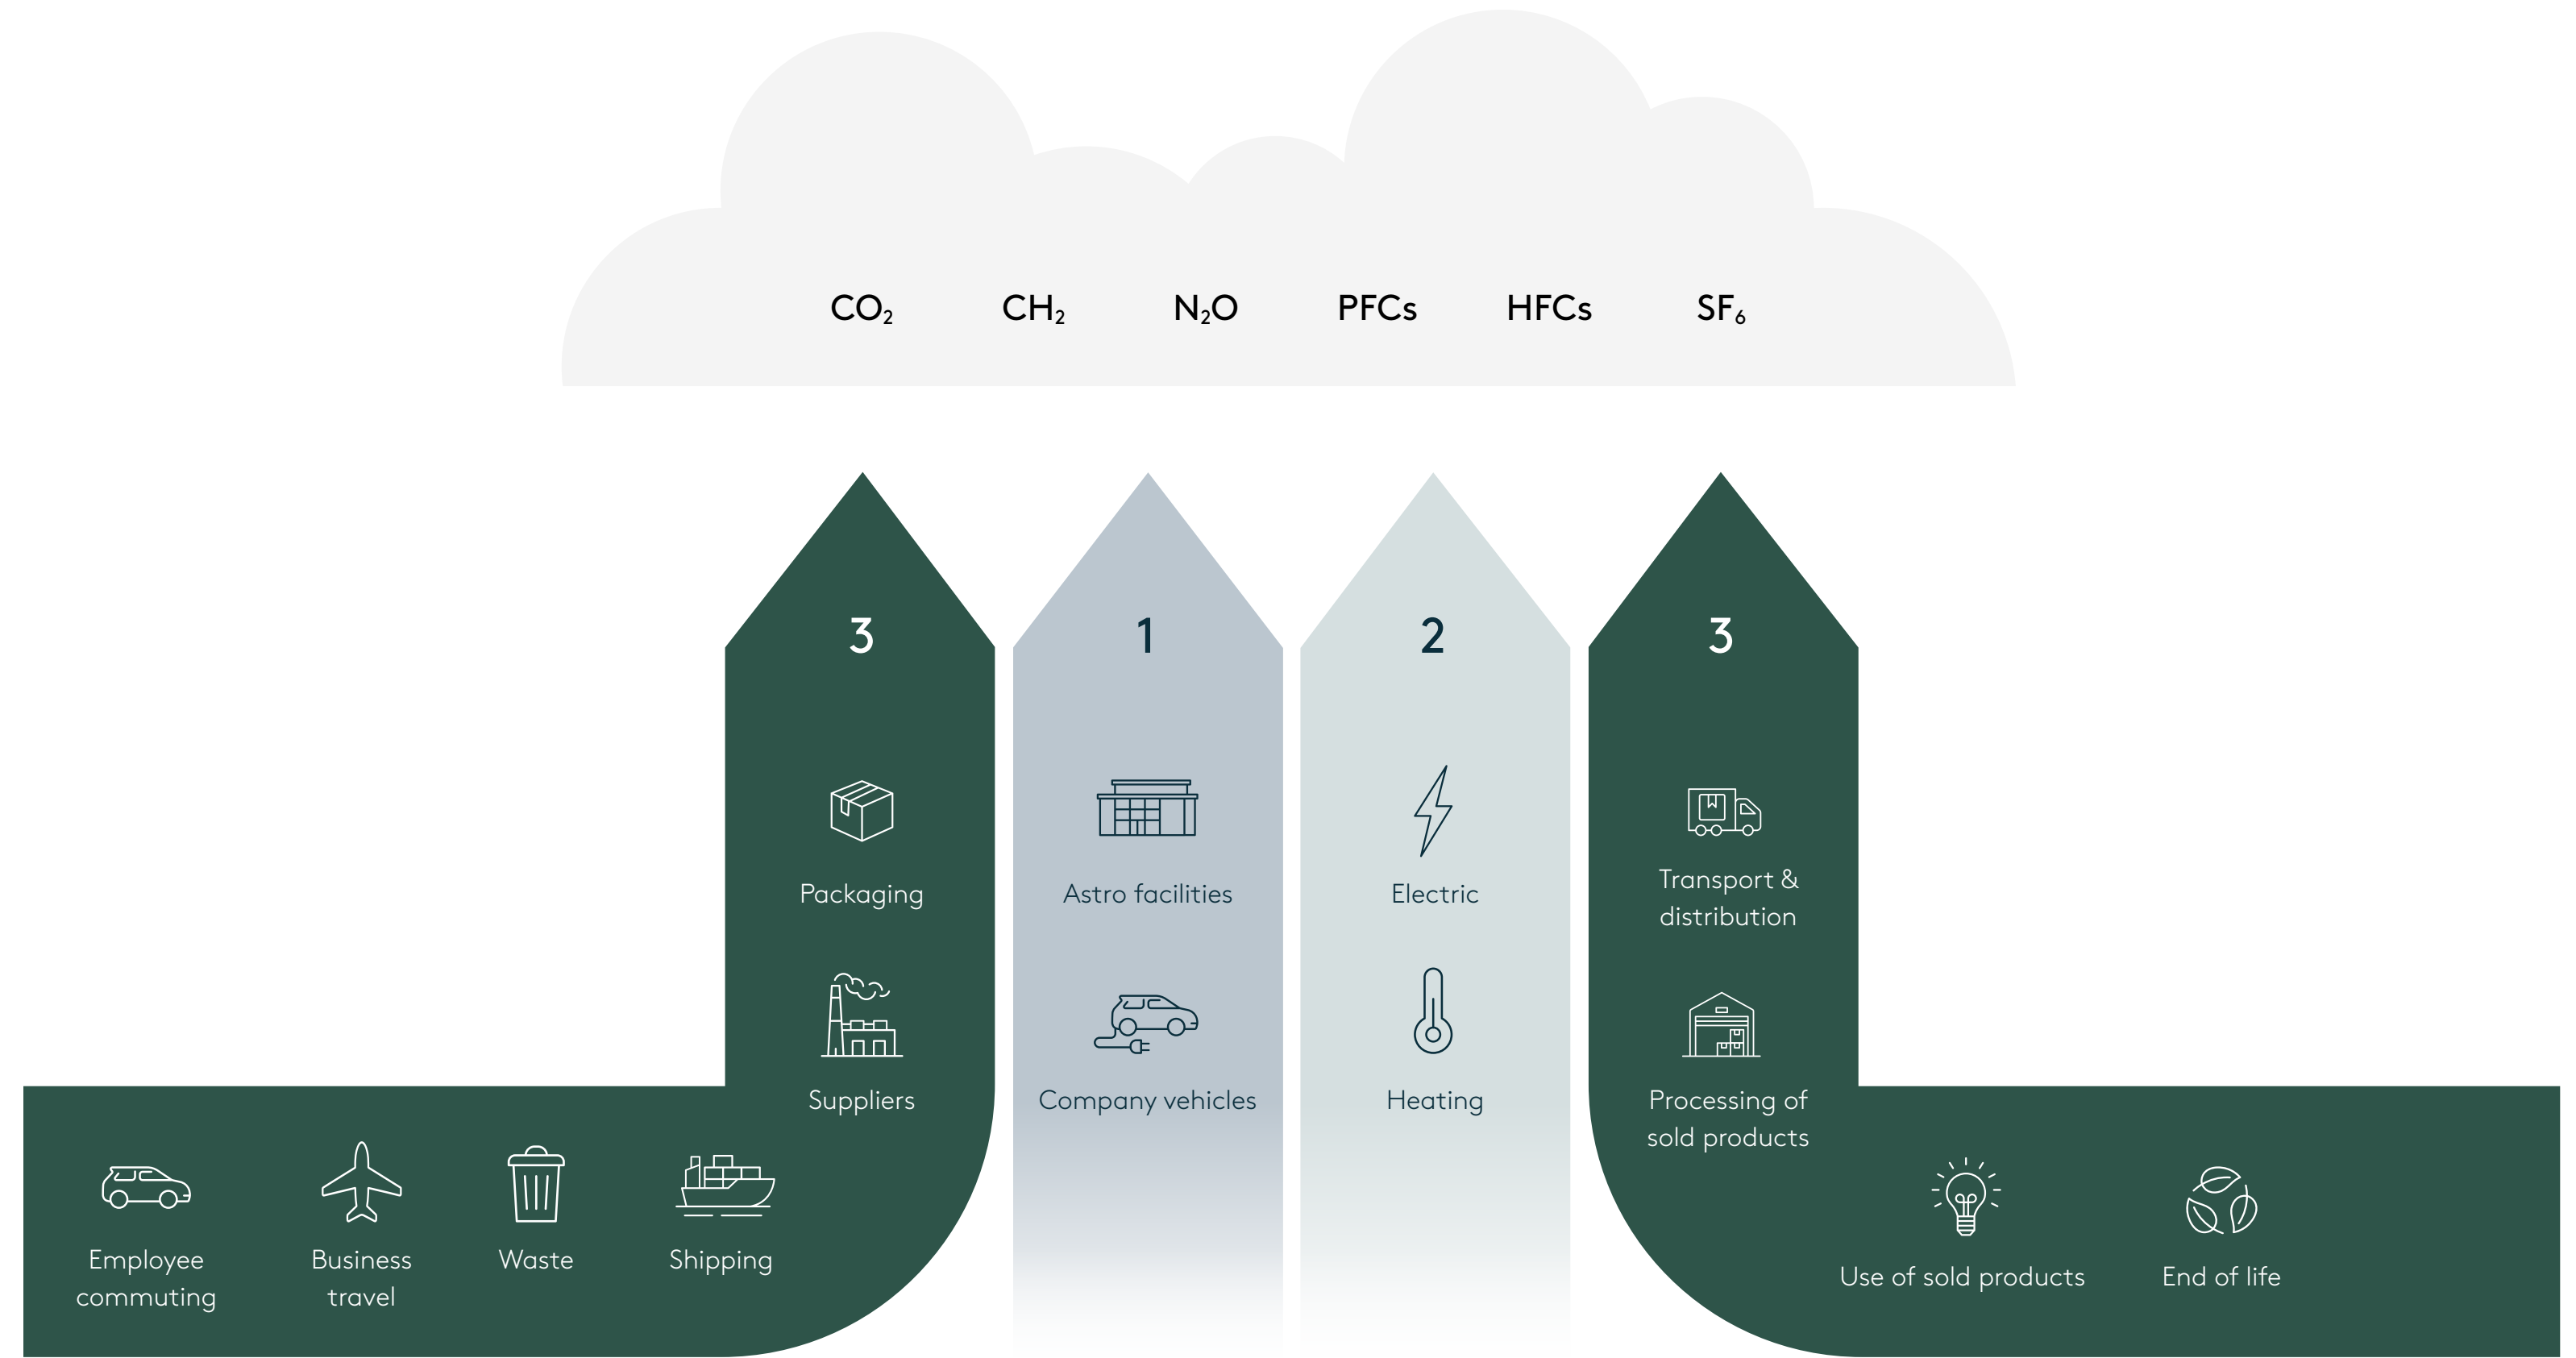 CO₂ CH₂ N₂O PFCs HFCs SF₆
3
Packaging
Suppliers
Employee
commuting
Business
travel
Waste
Shipping
1
Astro facilities
Company vehicles
2
Electric
Heating
3
Transport &
distribution
Processing of
sold products
Use of sold products
End of life